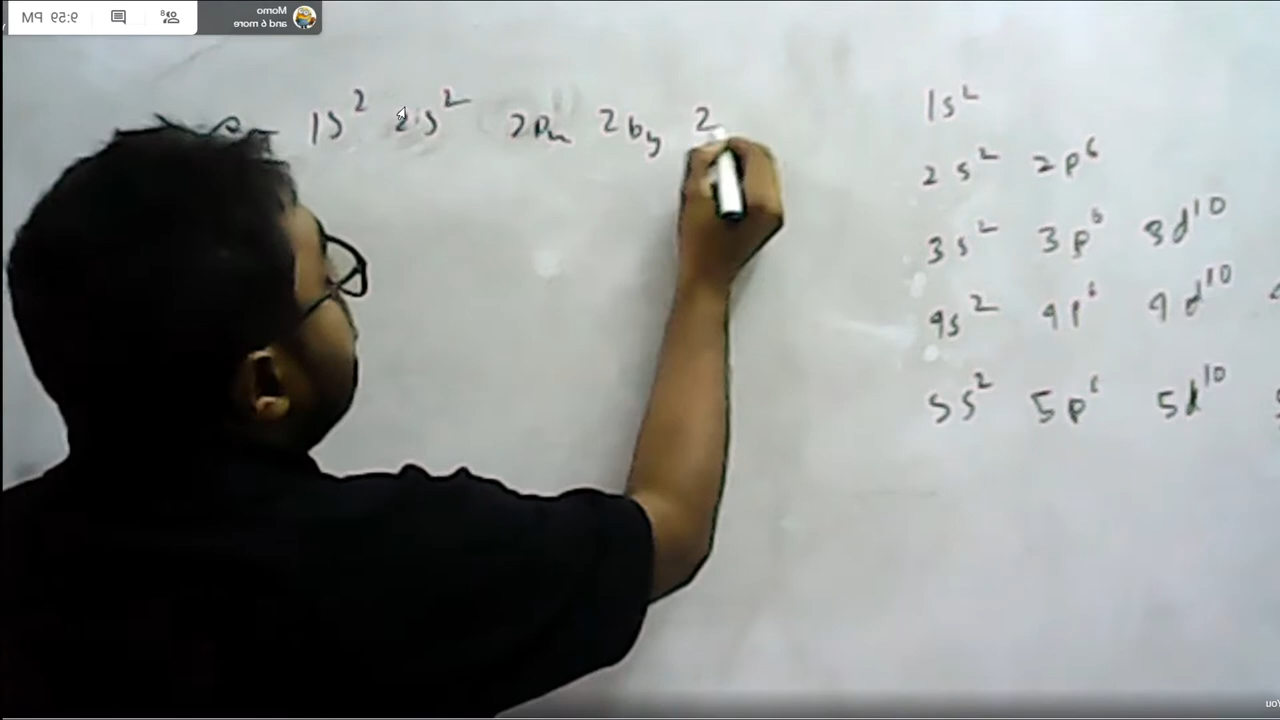 9:59 PM
Momo
and 6 more
1s² 2s² 2px 2py 2
1s²
2s² 2p⁶
3s² 3p⁶ 3d¹⁰
4s² 4p⁶ 4d¹⁰
5s² 5p⁶ 5d¹⁰
You